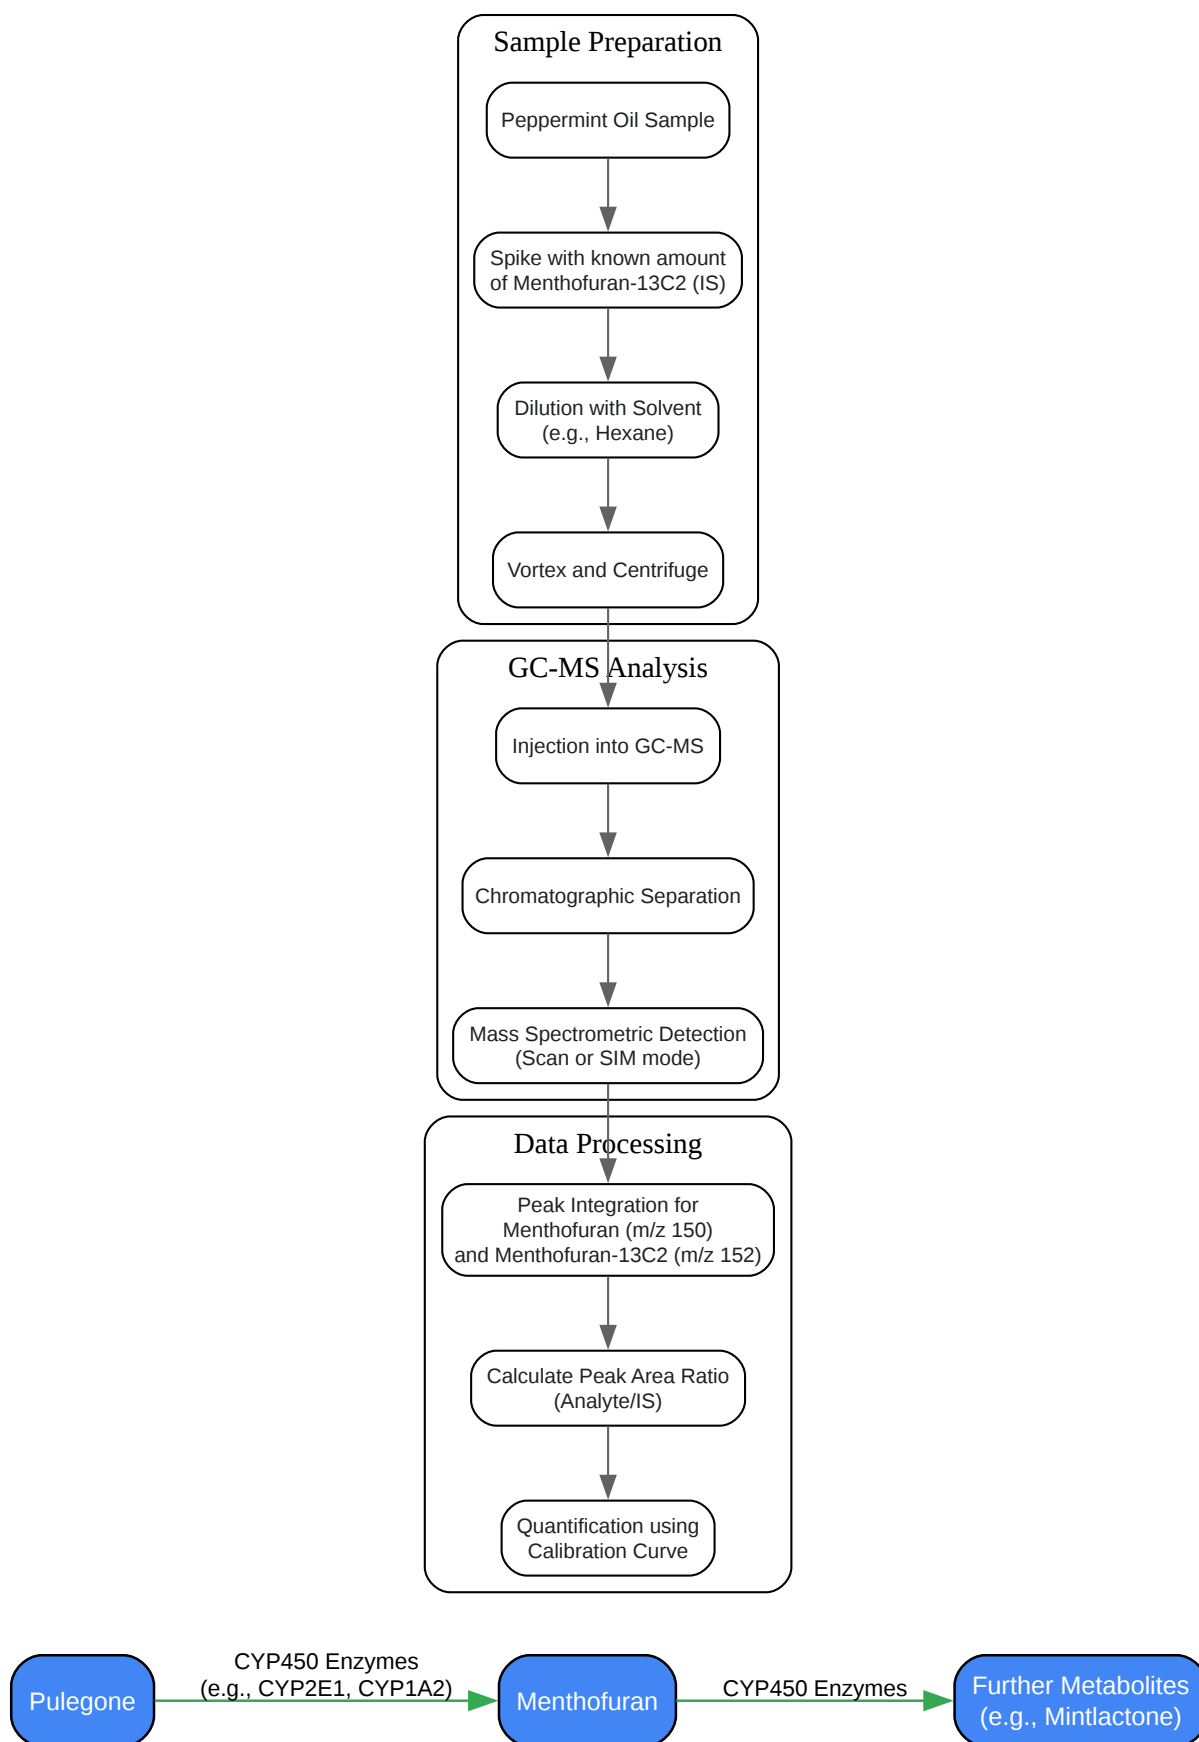 Sample Preparation
Peppermint Oil Sample
Spike with known amount
of Menthofuran-13C2 (IS)
Dilution with Solvent
(e.g., Hexane)
Vortex and Centrifuge
GC-MS Analysis
Injection into GC-MS
Chromatographic Separation
Mass Spectrometric Detection
(Scan or SIM mode)
Data Processing
Peak Integration for
Menthofuran (m/z 150)
and Menthofuran-13C2 (m/z 152)
Calculate Peak Area Ratio
(Analyte/IS)
Quantification using
Calibration Curve
Pulegone
CYP450 Enzymes
(e.g., CYP2E1, CYP1A2)
Menthofuran
CYP450 Enzymes
Further Metabolites
(e.g., Mintlactone)